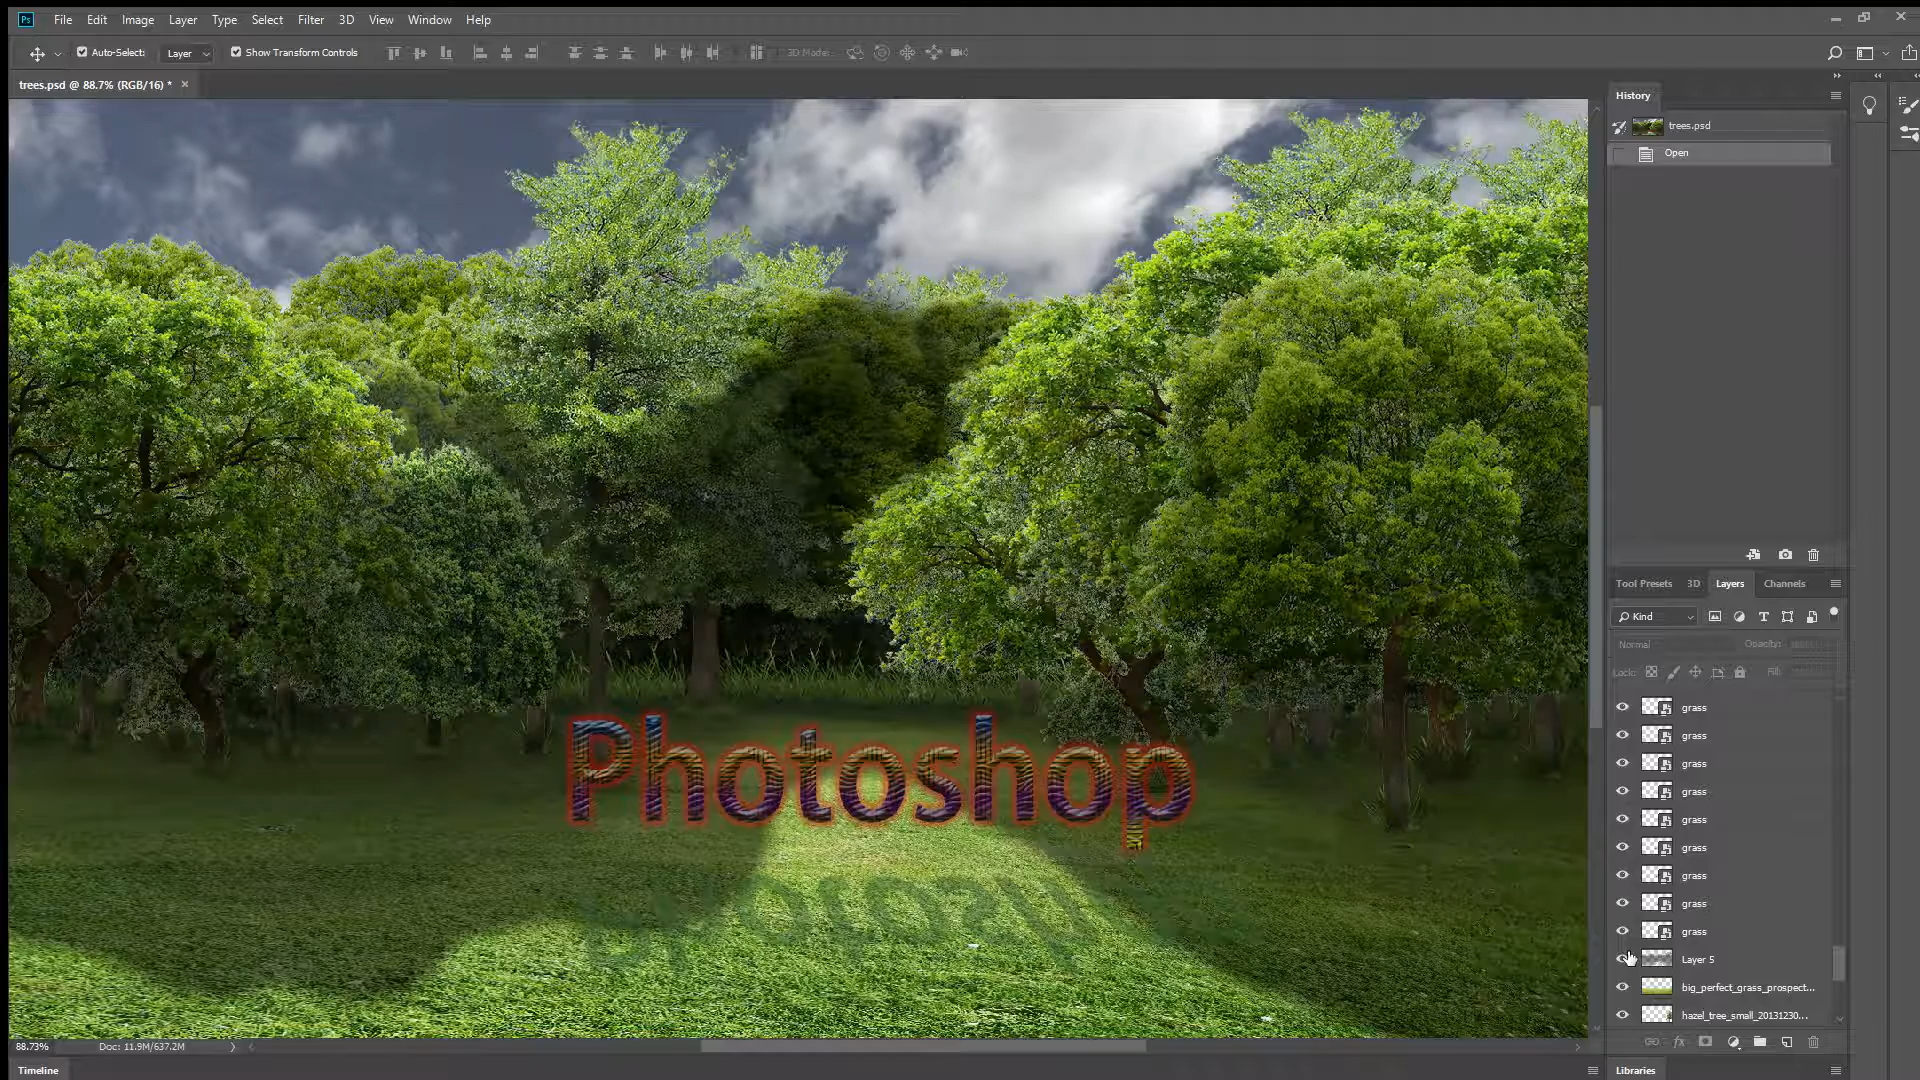 Ps File Edit Image Layer Type Select Filter 3D View Window Help
Auto-Select: Layer Show Transform Controls 3D Mode:
trees.psd @ 88.7% (RGB/16) *
History
trees.psd
Open
Tool Presets 3D Layers Channels
Kind
Normal Opacity:
Lock: Fill:
grass
grass
grass
grass
grass
grass
grass
grass
grass
Layer 5
big_perfect_grass_prospect...
hazel_tree_small_20131230...
Photoshop
88.73% Doc: 11.9M/637.2M
Timeline
Libraries